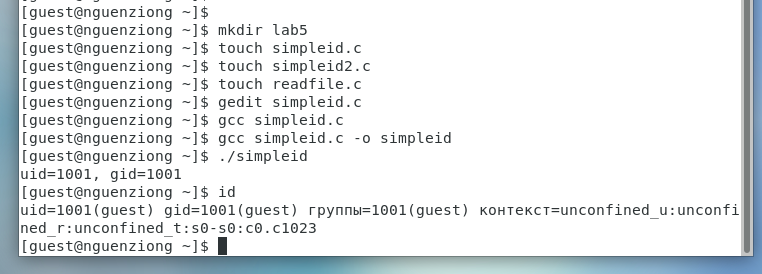 [guest@nguenziong ~]$
[guest@nguenziong ~]$ mkdir lab5
[guest@nguenziong ~]$ touch simpleid.c
[guest@nguenziong ~]$ touch simpleid2.c
[guest@nguenziong ~]$ touch readfile.c
[guest@nguenziong ~]$ gedit simpleid.c
[guest@nguenziong ~]$ gcc simpleid.c
[guest@nguenziong ~]$ gcc simpleid.c -o simpleid
[guest@nguenziong ~]$ ./simpleid
uid=1001, gid=1001
[guest@nguenziong ~]$ id
uid=1001(guest) gid=1001(guest) группы=1001(guest) контекст=unconfined_u:unconfi
ned_r:unconfined_t:s0-s0:c0.c1023
[guest@nguenziong ~]$